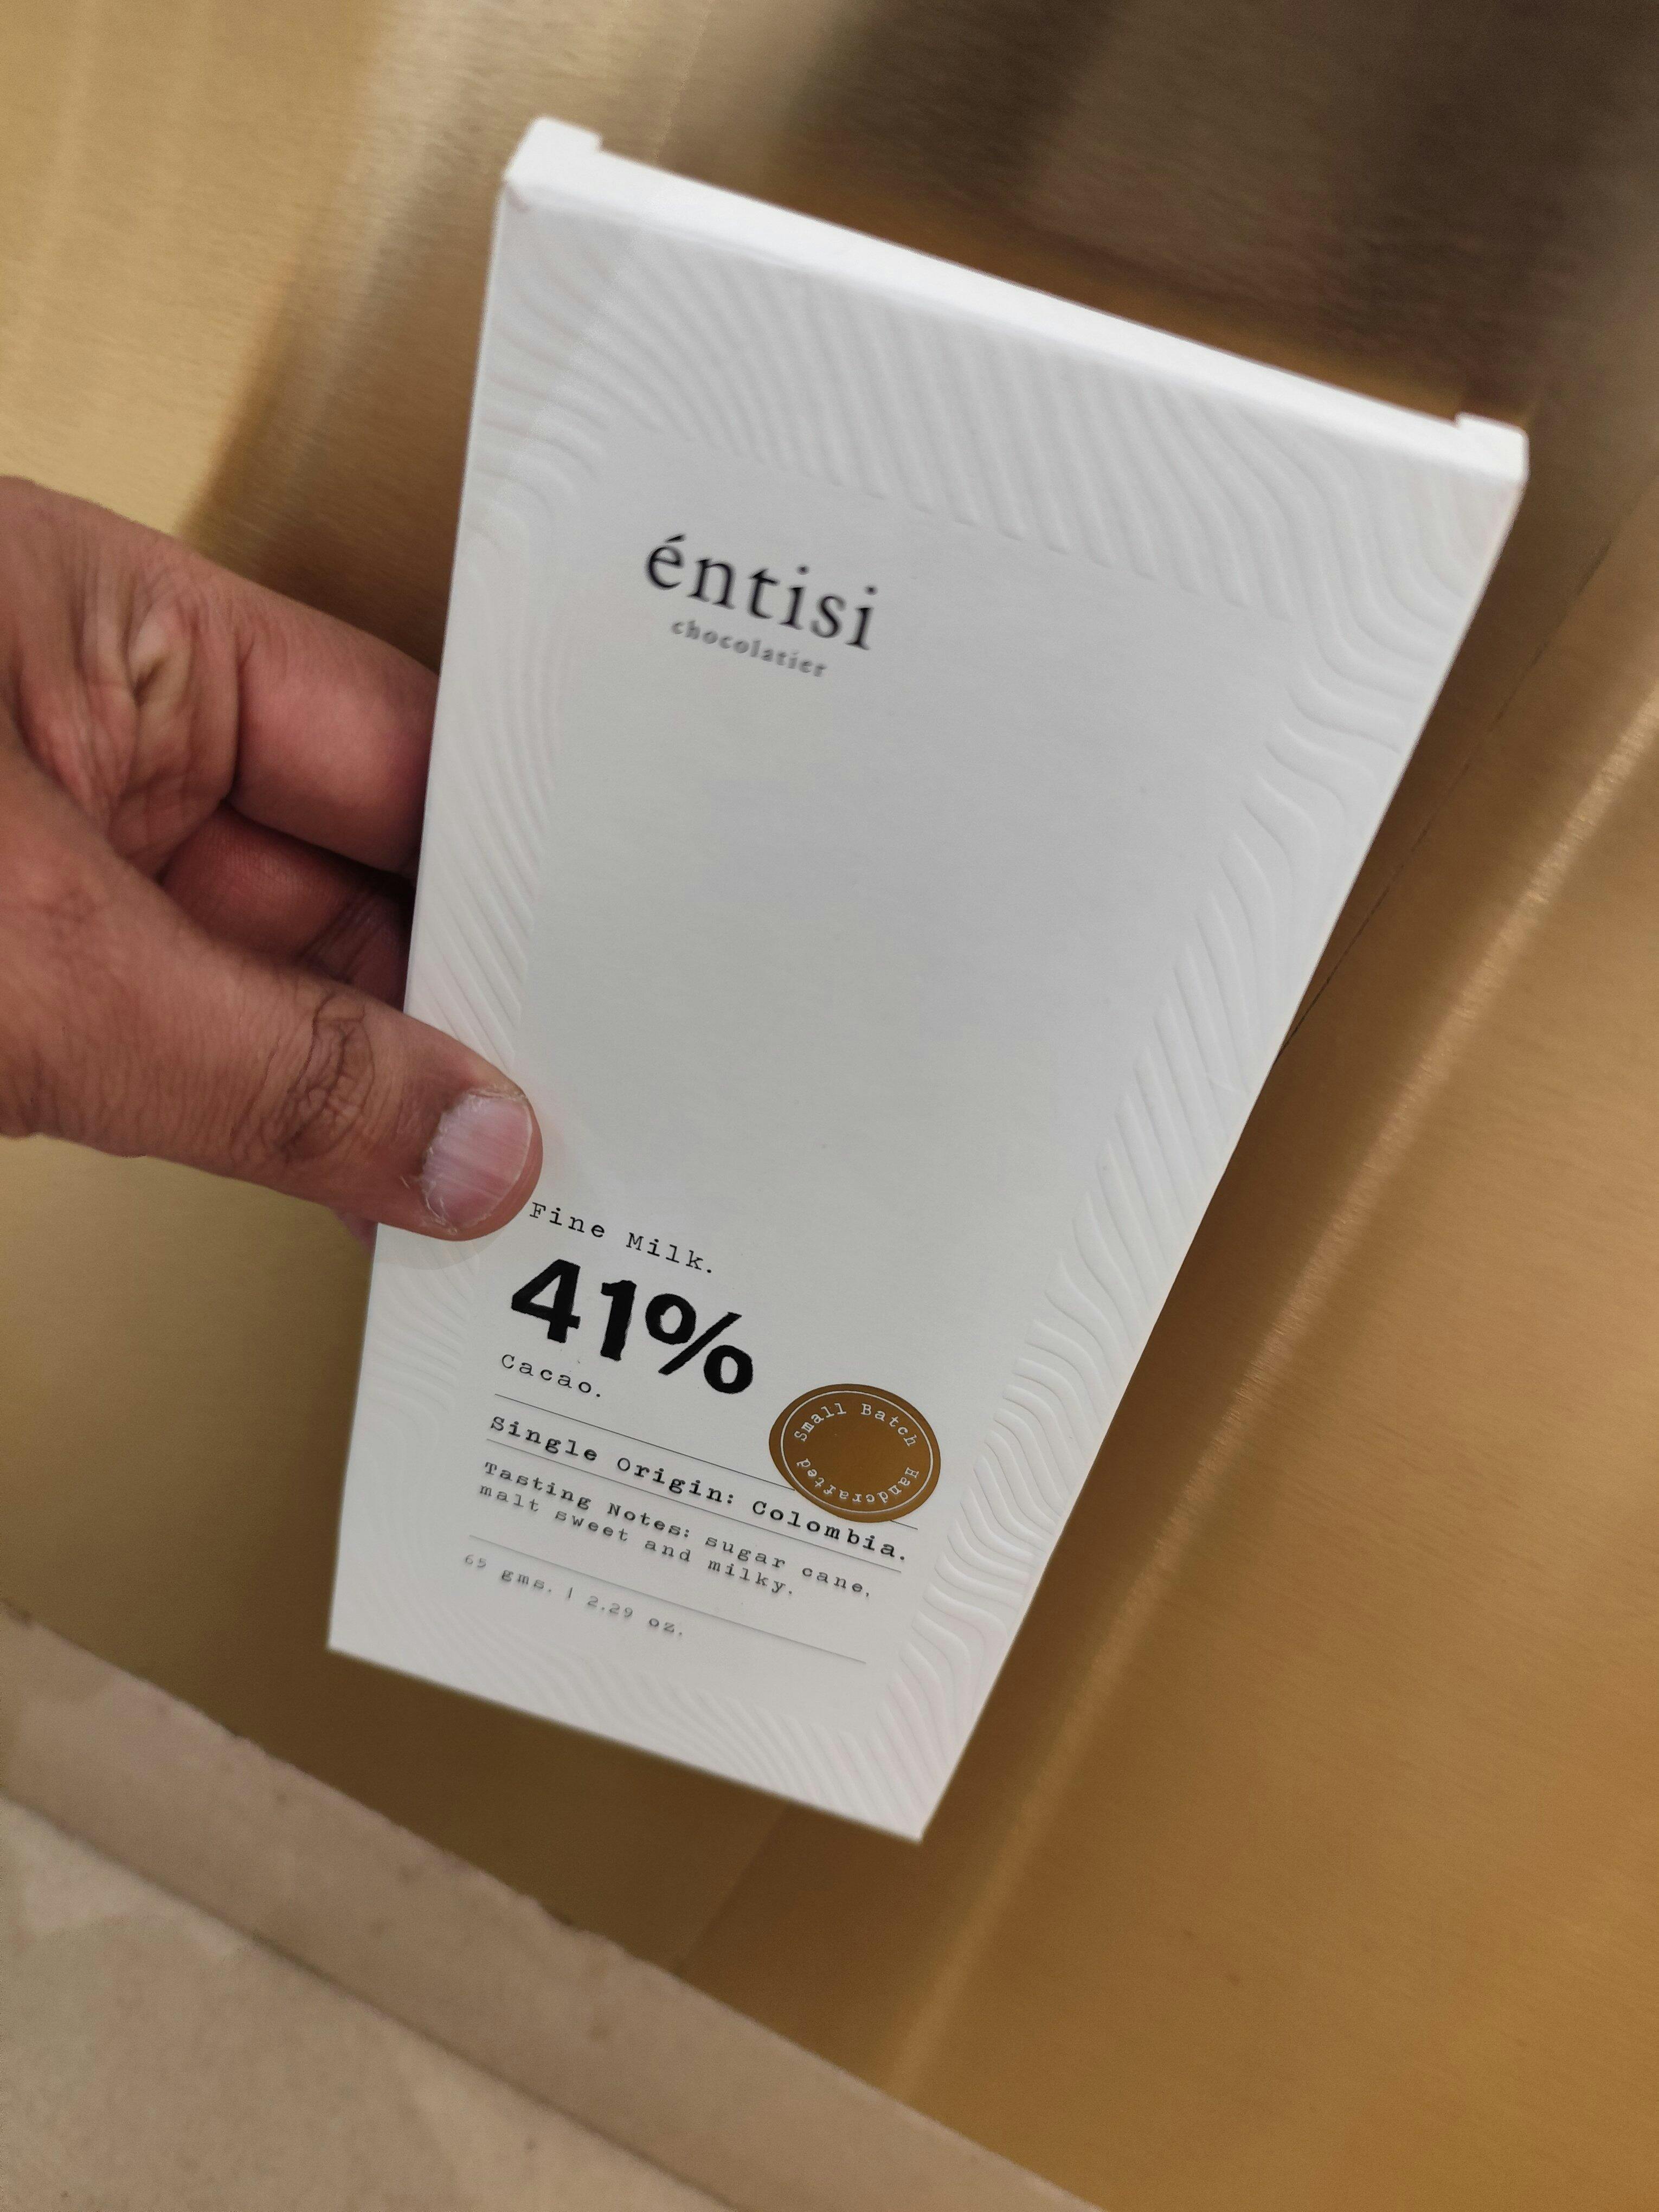 éntisi
chocolatier
Fine Milk.
41%
Cacao.
Small Batch Handcrafted
Single Origin: Colombia.
Tasting Notes: sugar cane,
malt sweet and milky.
65 gms. | 2.29 oz.